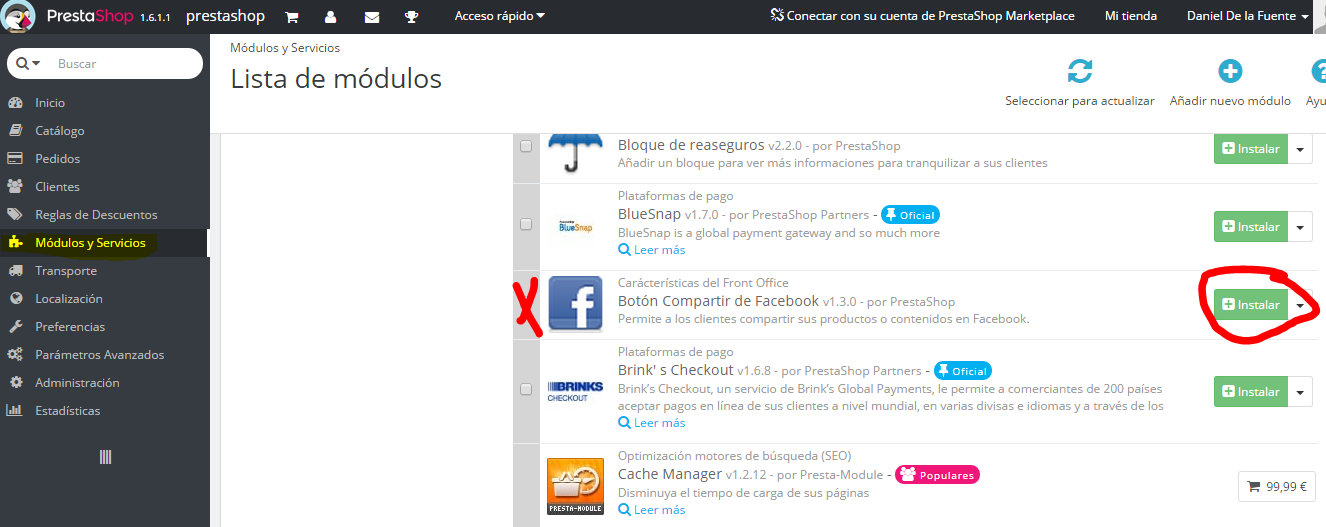 PrestaShop 1.6.1.1 prestashop Acceso rápido Conectar con su cuenta de PrestaShop Marketplace Mi tienda Daniel De la Fuente
Buscar
Inicio
Catálogo
Pedidos
Clientes
Reglas de Descuentos
Módulos y Servicios
Transporte
Localización
Preferencias
Parámetros Avanzados
Administración
Estadísticas
Módulos y Servicios
Lista de módulos
Seleccionar para actualizar Añadir nuevo módulo Ayu
Bloque de reaseguros v2.2.0 - por PrestaShop
Añadir un bloque para ver más informaciones para tranquilizar a sus clientes
Instalar
Plataformas de pago
BlueSnap
BlueSnap v1.7.0 - por PrestaShop Partners - Oficial
BlueSnap is a global payment gateway and so much more
Leer más
Instalar
Carácterísticas del Front Office
Botón Compartir de Facebook v1.3.0 - por PrestaShop
Permite a los clientes compartir sus productos o contenidos en Facebook.
X
f
Instalar
Plataformas de pago
BRINKS
CHECKOUT
Brink' s Checkout v1.6.8 - por PrestaShop Partners - Oficial
Brink's Checkout, un servicio de Brink's Global Payments, le permite a comerciantes de 200 países
aceptar pagos en línea de sus clientes a nivel mundial, en varias divisas e idiomas y a través de los
Leer más
Instalar
Optimización motores de búsqueda (SEO)
Cache Manager v1.2.12 - por Presta-Module - Populares
Disminuya el tiempo de carga de sus páginas
Leer más
PRESTA-MODULE
99,99 €